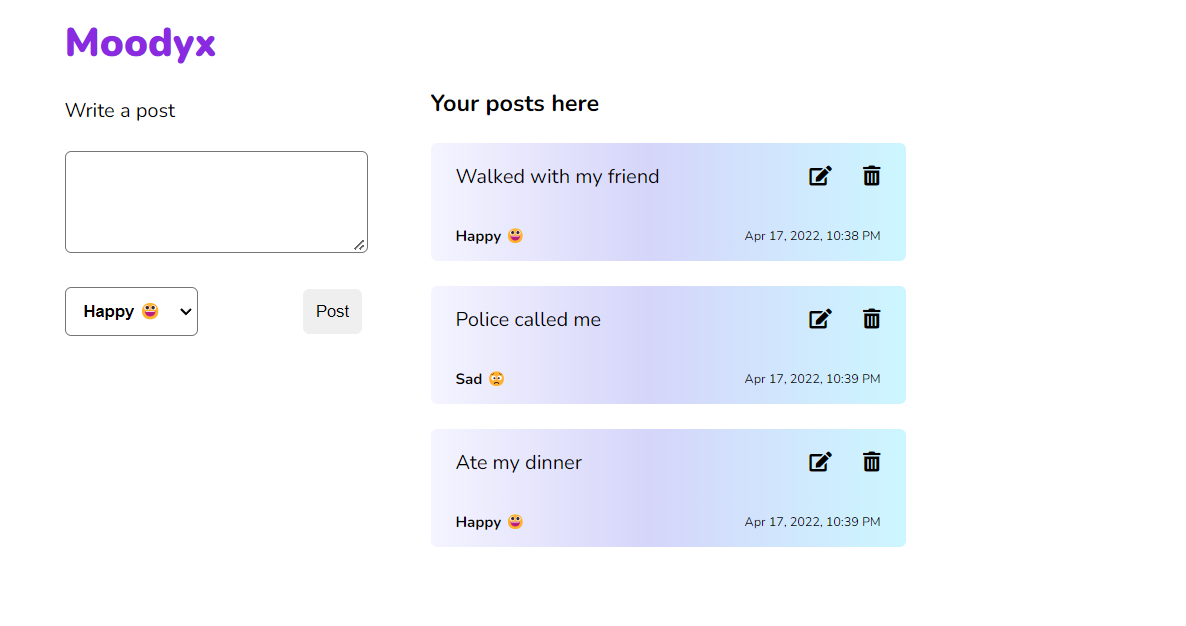 Moodyx
Write a post
Happy 😀
Post
Your posts here
Walked with my friend
Happy 😀 Apr 17, 2022, 10:38 PM
Police called me
Sad 😳 Apr 17, 2022, 10:39 PM
Ate my dinner
Happy 😀 Apr 17, 2022, 10:39 PM